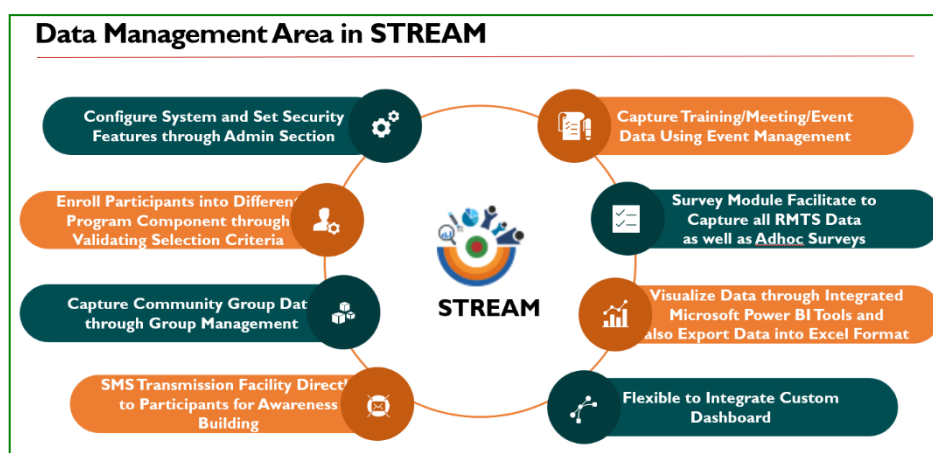 Data Management Area in STREAM
Configure System and Set Security
Features through Admin Section
Enroll Participants into Different
Program Component through
Validating Selection Criteria
Capture Community Group Dat
through Group Management
SMS Transmission Facility Directl
to Participants for Awareness
Building
STREAM
Capture Training/Meeting/Event
Data Using Event Management
Survey Module Facilitate to
Capture all RMTS Data
as well as Adhoc Surveys
Visualize Data through Integrated
Microsoft Power BI Tools and
also Export Data into Excel Format
Flexible to Integrate Custom
Dashboard